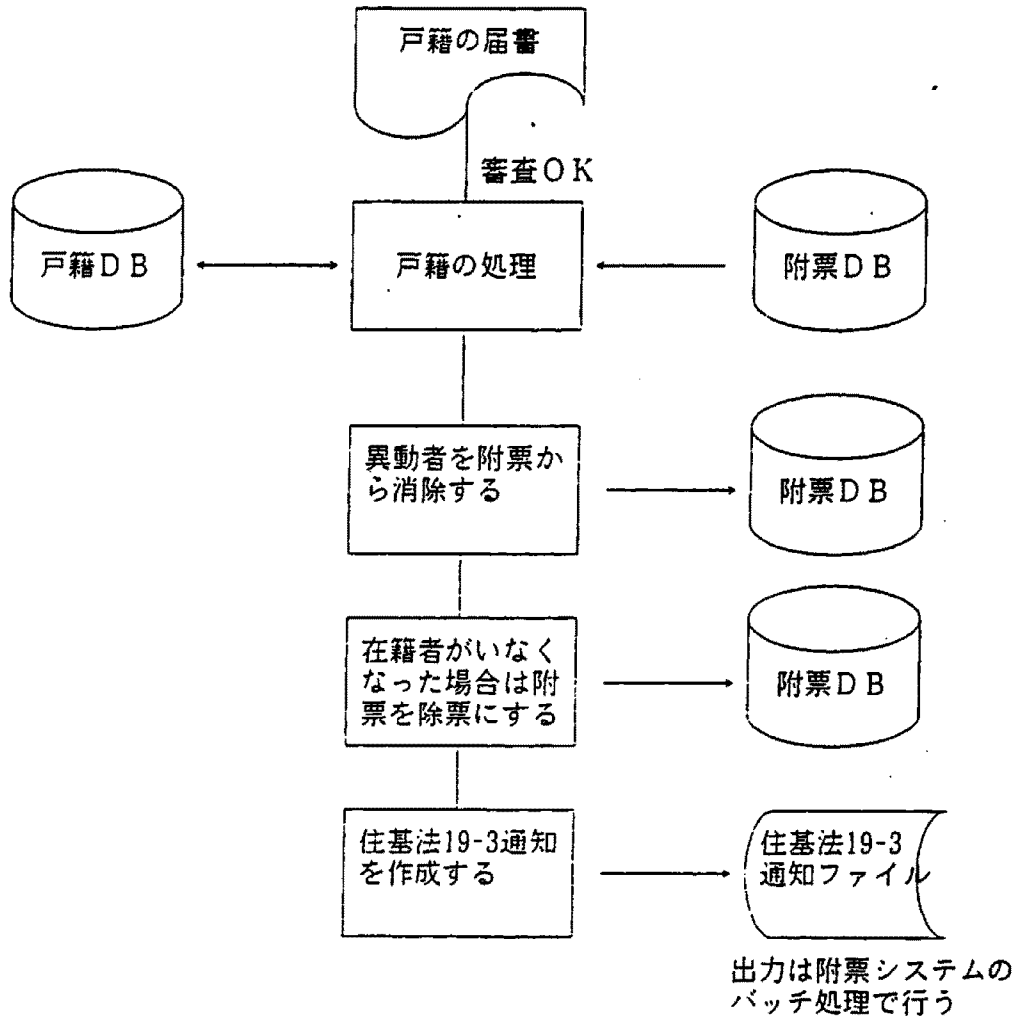 戸籍の届書
審査OK
戸籍DB
戸籍の処理
附票DB
異動者を附票か
ら消除する
附票DB
在籍者がいなく
なった場合は附
票を除票にする
附票DB
住基法19-3通知
を作成する
住基法19-3
通知ファイル
出力は附票システムの
バッチ処理で行う